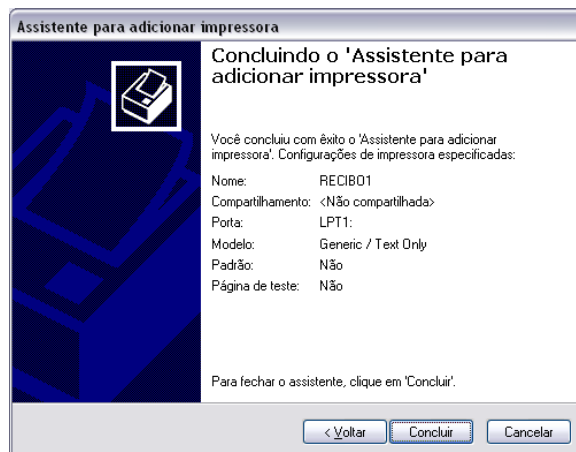 Assistente para adicionar impressora
Concluindo o 'Assistente para
adicionar impressora'
Você concluiu com êxito o 'Assistente para adicionar
impressora'. Configurações de impressora especificadas:
Nome: RECIBO1
Compartilhamento: <Não compartilhada>
Porta: LPT1:
Modelo: Generic / Text Only
Padrão: Não
Página de teste: Não
Para fechar o assistente, clique em 'Concluir'.
< Voltar Concluir Cancelar